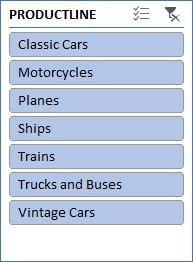 PRODUCTLINE
Classic Cars
Motorcycles
Planes
Ships
Trains
Trucks and Buses
Vintage Cars